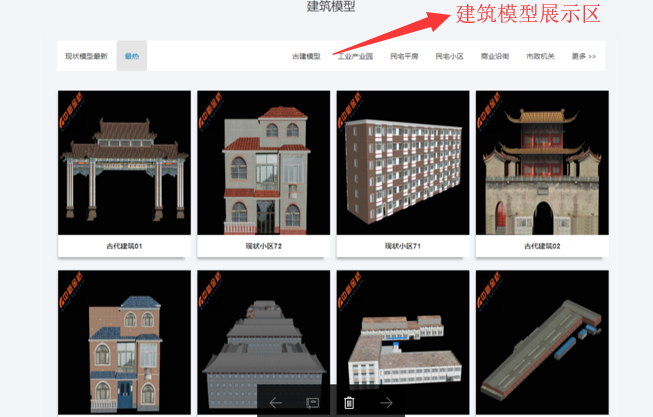 建筑模型
建筑模型展示区
现状模型最新 最热 古建模型 工业产业园 民宅平房 民宅小区 商业沿街 市政机关 更多 >>
古代建筑01 现状小区72 现状小区71 古代建筑02